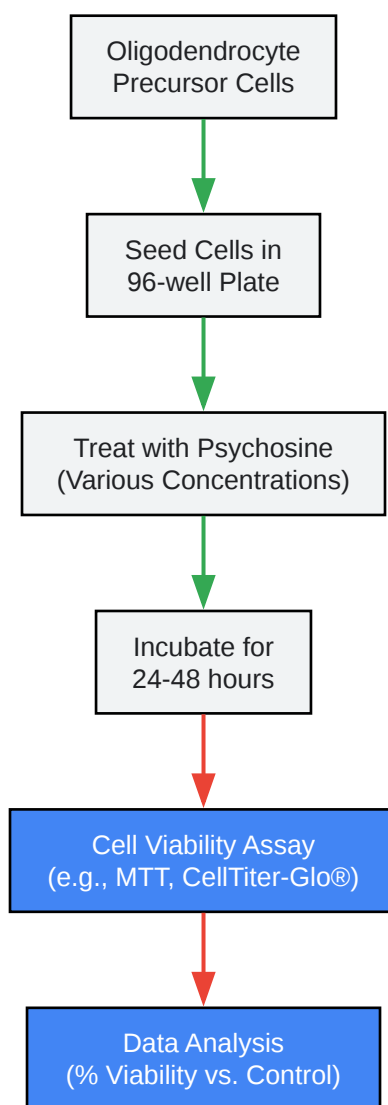 Oligodendrocyte
Precursor Cells
Seed Cells in
96-well Plate
Treat with Psychosine
(Various Concentrations)
Incubate for
24-48 hours
Cell Viability Assay
(e.g., MTT, CellTiter-Glo®)
Data Analysis
(% Viability vs. Control)